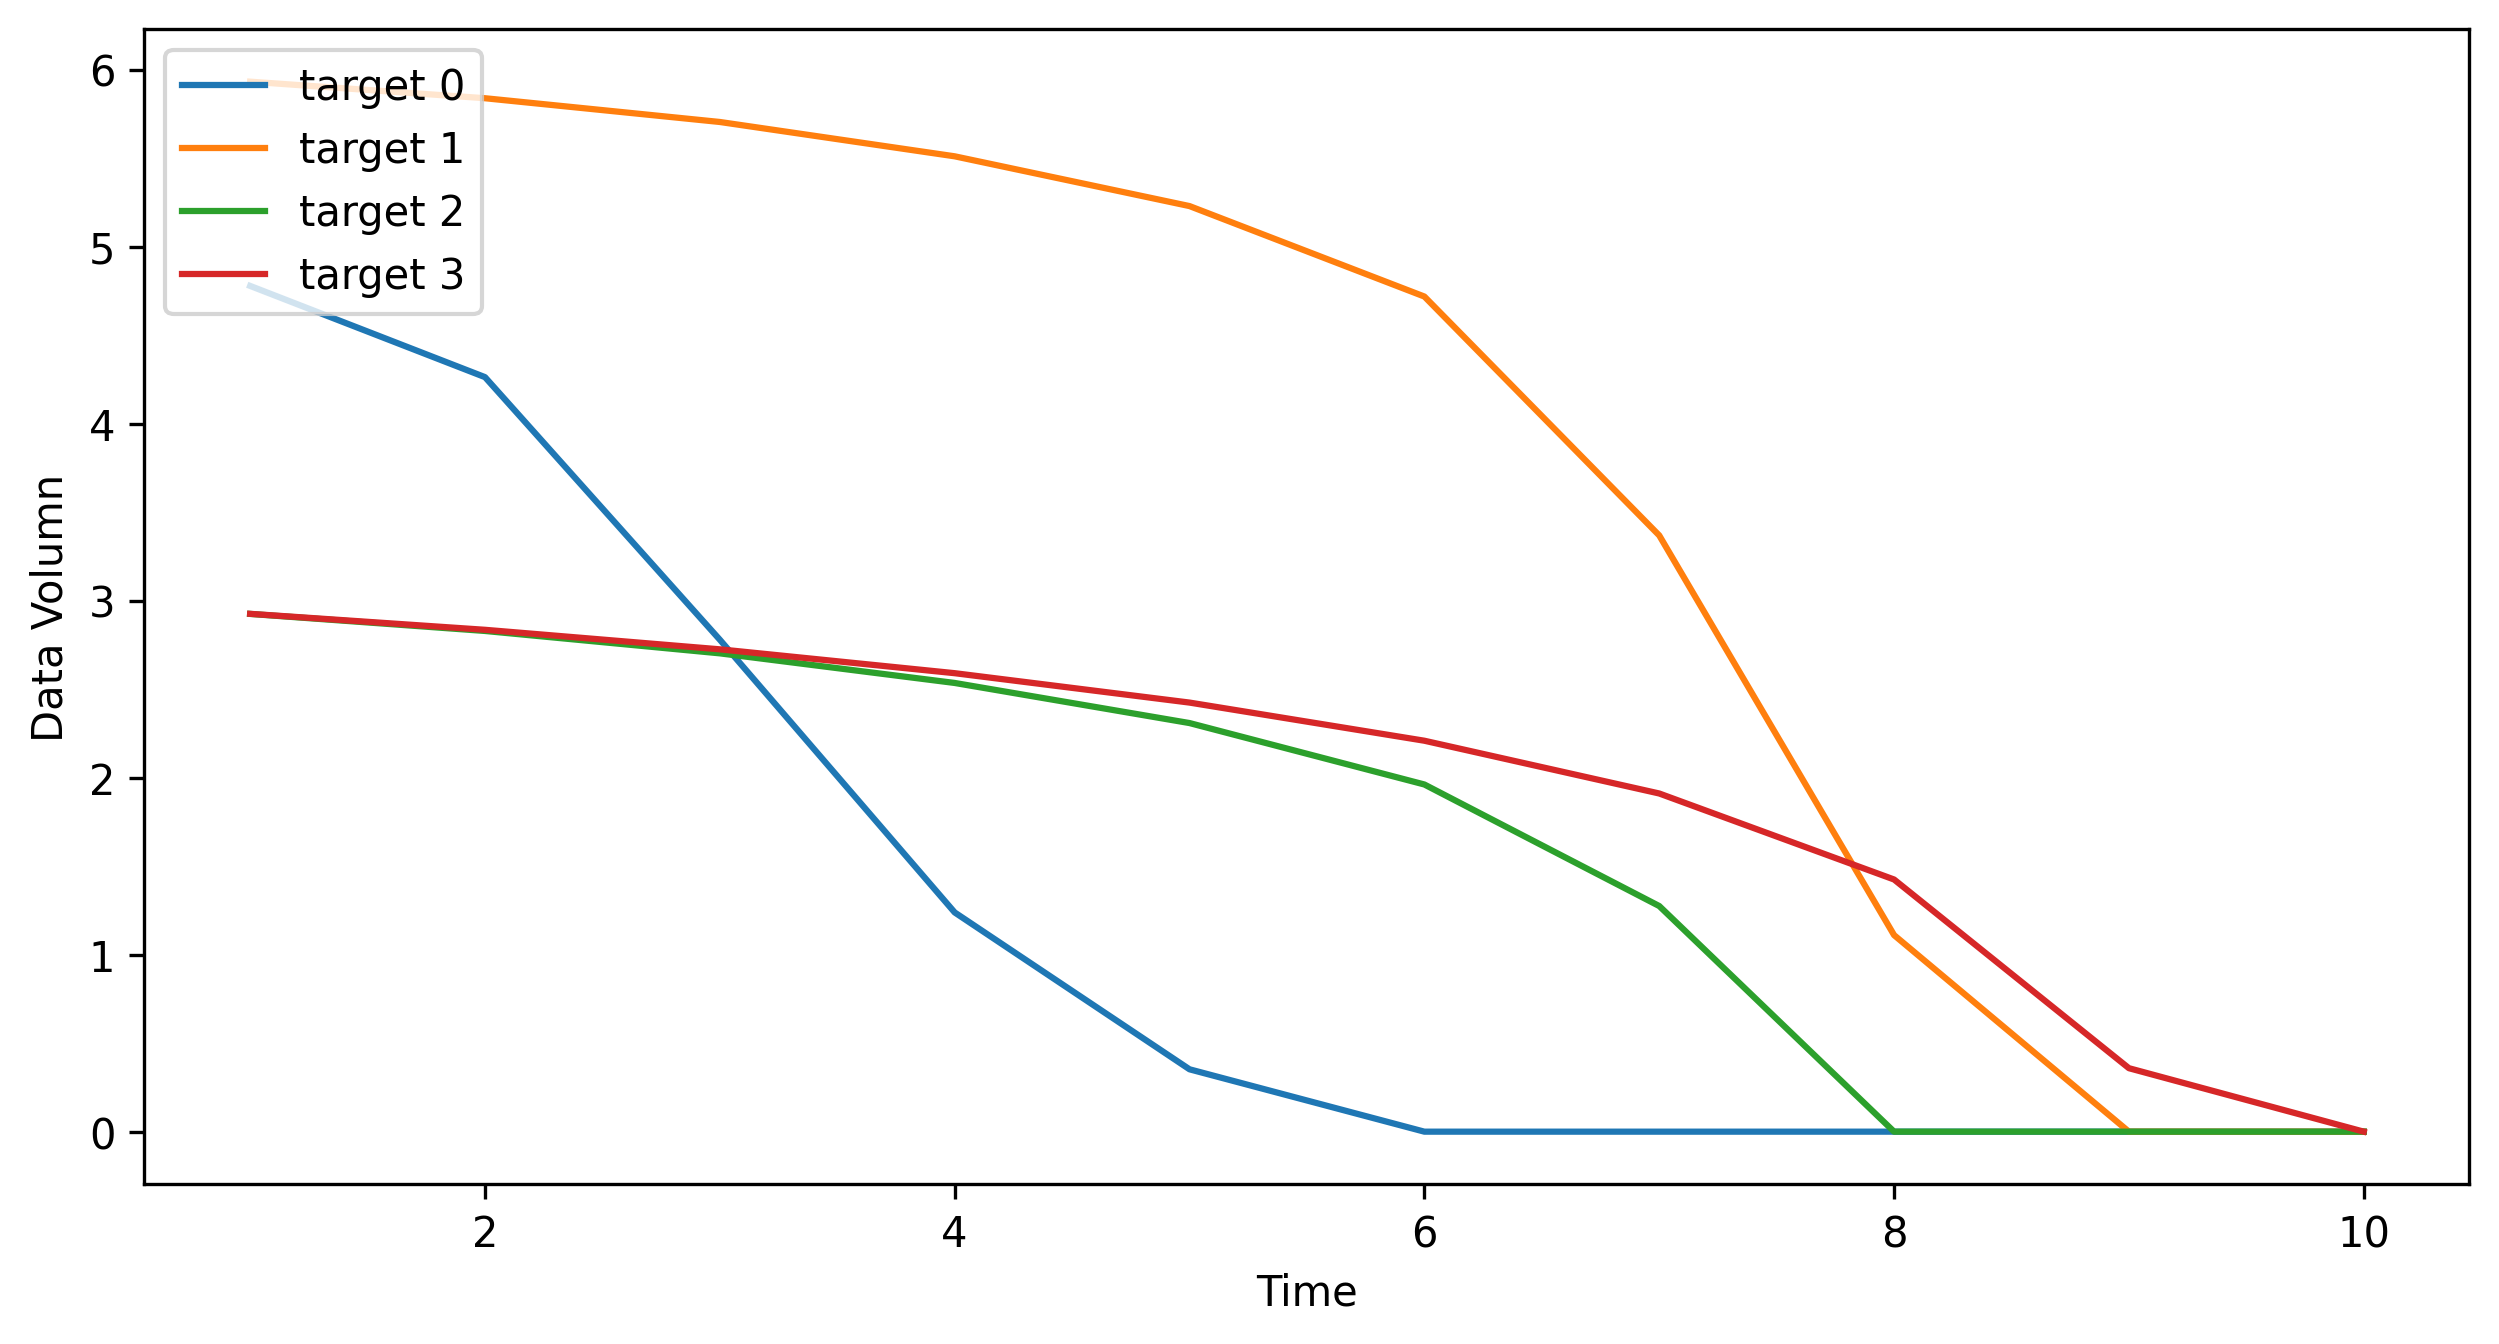 target 0
target 1
target 2
target 3
6
5
4
3
2
1
0
Data Volumn
2 4 6 8 10
Time